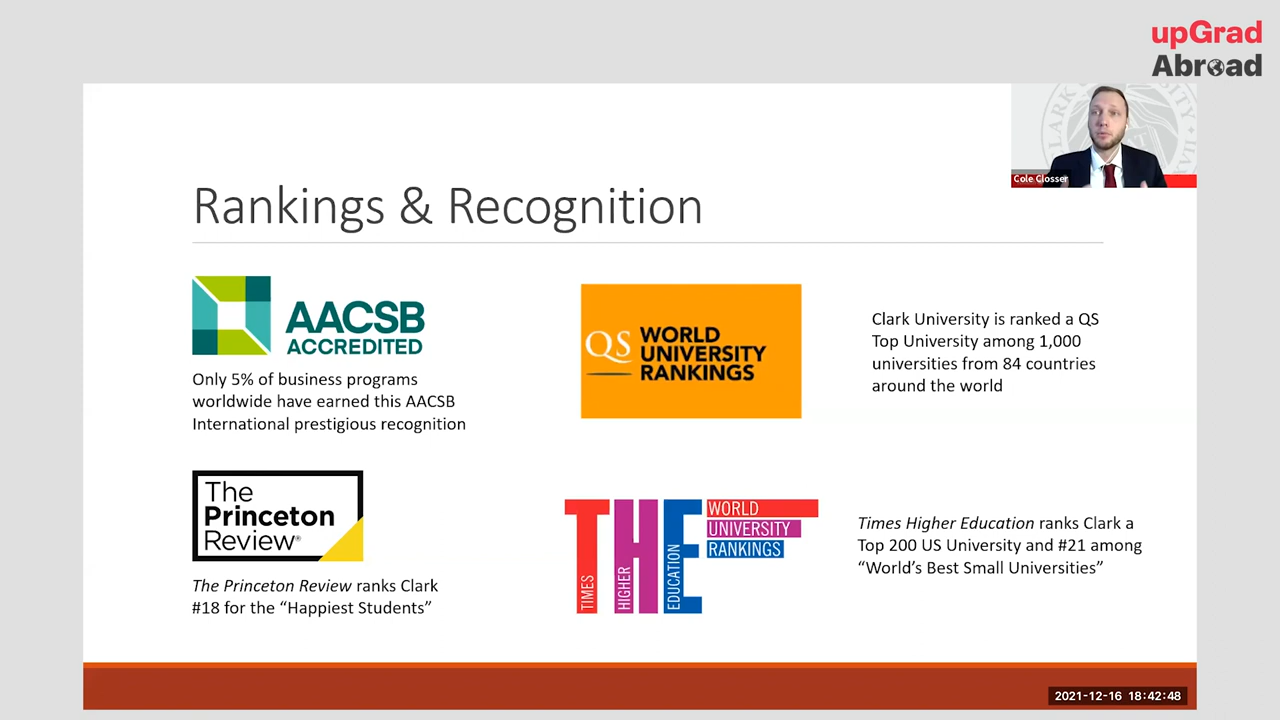 upGrad
Abroad
CLARK UNIVERSITY
Cole Closser
Rankings & Recognition
AACSB
ACCREDITED
Only 5% of business programs
worldwide have earned this AACSB
International prestigious recognition
QS
WORLD
UNIVERSITY
RANKINGS
Clark University is ranked a QS
Top University among 1,000
universities from 84 countries
around the world
The
Princeton
Review®
The Princeton Review ranks Clark
#18 for the “Happiest Students”
THE
TIMES
HIGHER
EDUCATION
WORLD
UNIVERSITY
RANKINGS
Times Higher Education ranks Clark a
Top 200 US University and #21 among
“World’s Best Small Universities”
2021-12-16 18:42:48